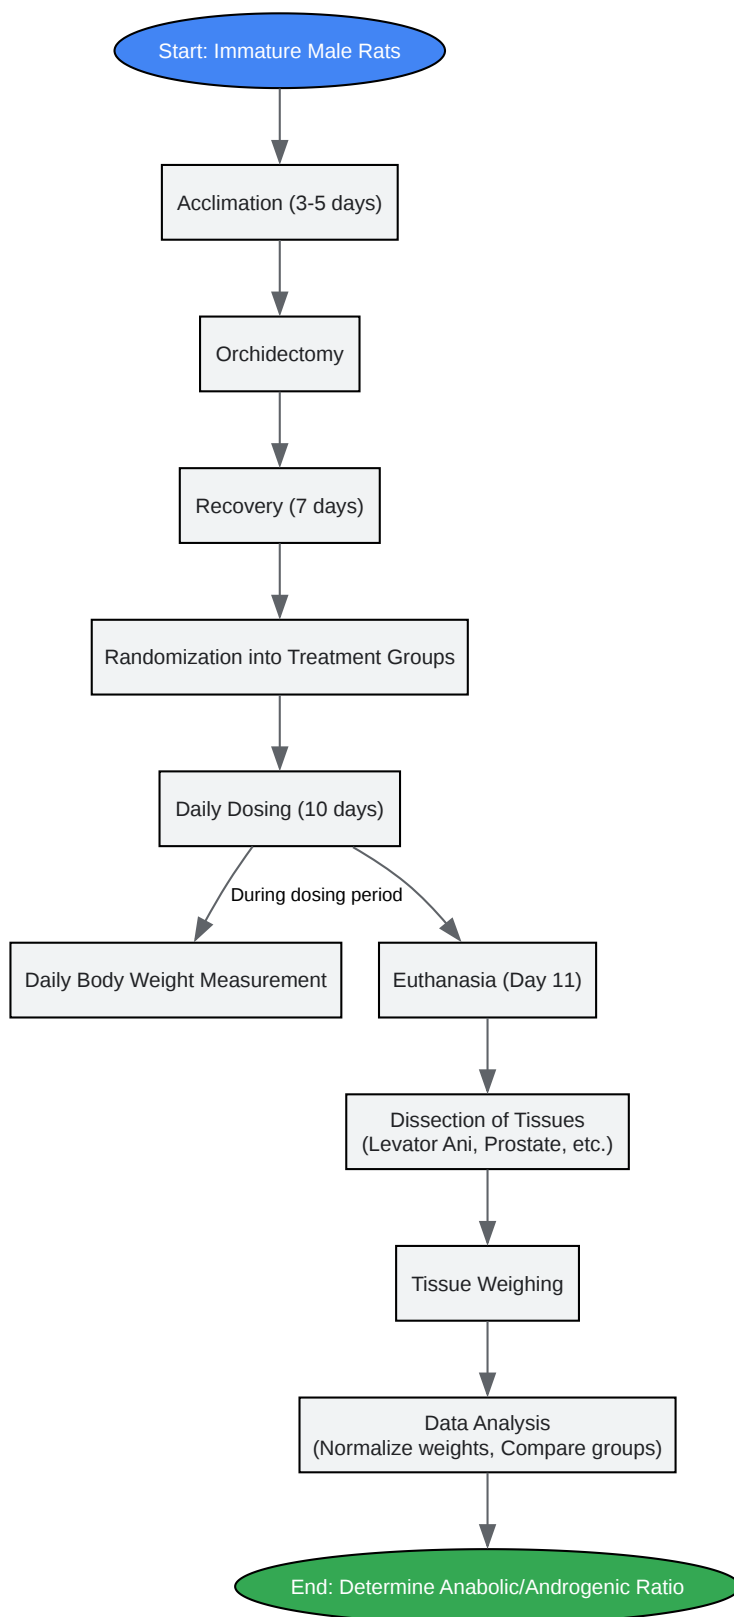 Start: Immature Male Rats
Acclimation (3-5 days)
Orchidectomy
Recovery (7 days)
Randomization into Treatment Groups
Daily Dosing (10 days)
During dosing period
Daily Body Weight Measurement
Euthanasia (Day 11)
Dissection of Tissues
(Levator Ani, Prostate, etc.)
Tissue Weighing
Data Analysis
(Normalize weights, Compare groups)
End: Determine Anabolic/Androgenic Ratio